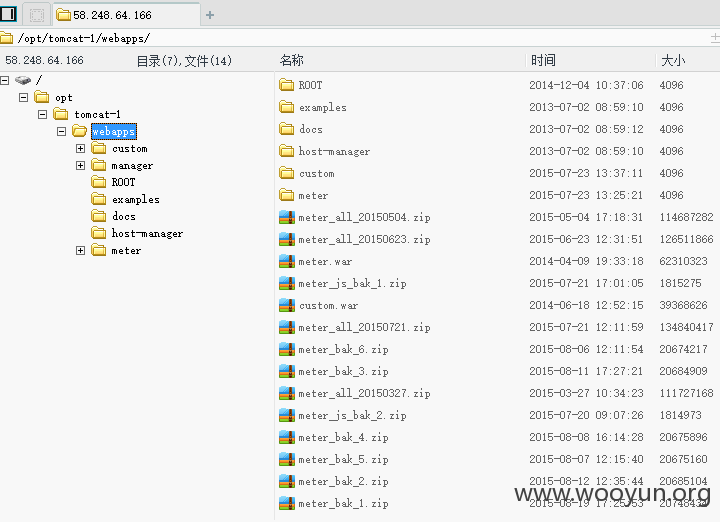 58.248.64.166
/opt/tomcat-1/webapps/
58.248.64.166 目录(7),文件(14) 名称 时间 大小
/
opt
tomcat-1
webapps
custom
manager
ROOT
examples
docs
host-manager
meter
ROOT 2014-12-04 10:37:06 4096
examples 2013-07-02 08:59:10 4096
docs 2013-07-02 08:59:12 4096
host-manager 2013-07-02 08:59:10 4096
custom 2015-07-23 13:37:11 4096
meter 2015-07-23 13:25:21 4096
meter_all_20150504.zip 2015-05-04 17:18:31 114687282
meter_all_20150623.zip 2015-06-23 12:31:51 126511866
meter.war 2014-04-09 19:33:18 62310323
meter_js_bak_1.zip 2015-07-21 17:01:05 1815275
custom.war 2014-06-18 12:52:15 39368626
meter_all_20150721.zip 2015-07-21 12:11:59 134840417
meter_bak_6.zip 2015-08-06 12:11:54 20674217
meter_bak_3.zip 2015-08-11 17:27:21 20684909
meter_all_20150327.zip 2015-03-27 10:34:23 111727168
meter_js_bak_2.zip 2015-07-20 09:07:26 1814973
meter_bak_4.zip 2015-08-08 16:14:28 20675896
meter_bak_5.zip 2015-08-07 12:15:40 20675160
meter_bak_2.zip 2015-08-12 12:35:44 20685104
meter_bak_1.zip 2015-08-19
www.wooyun.org